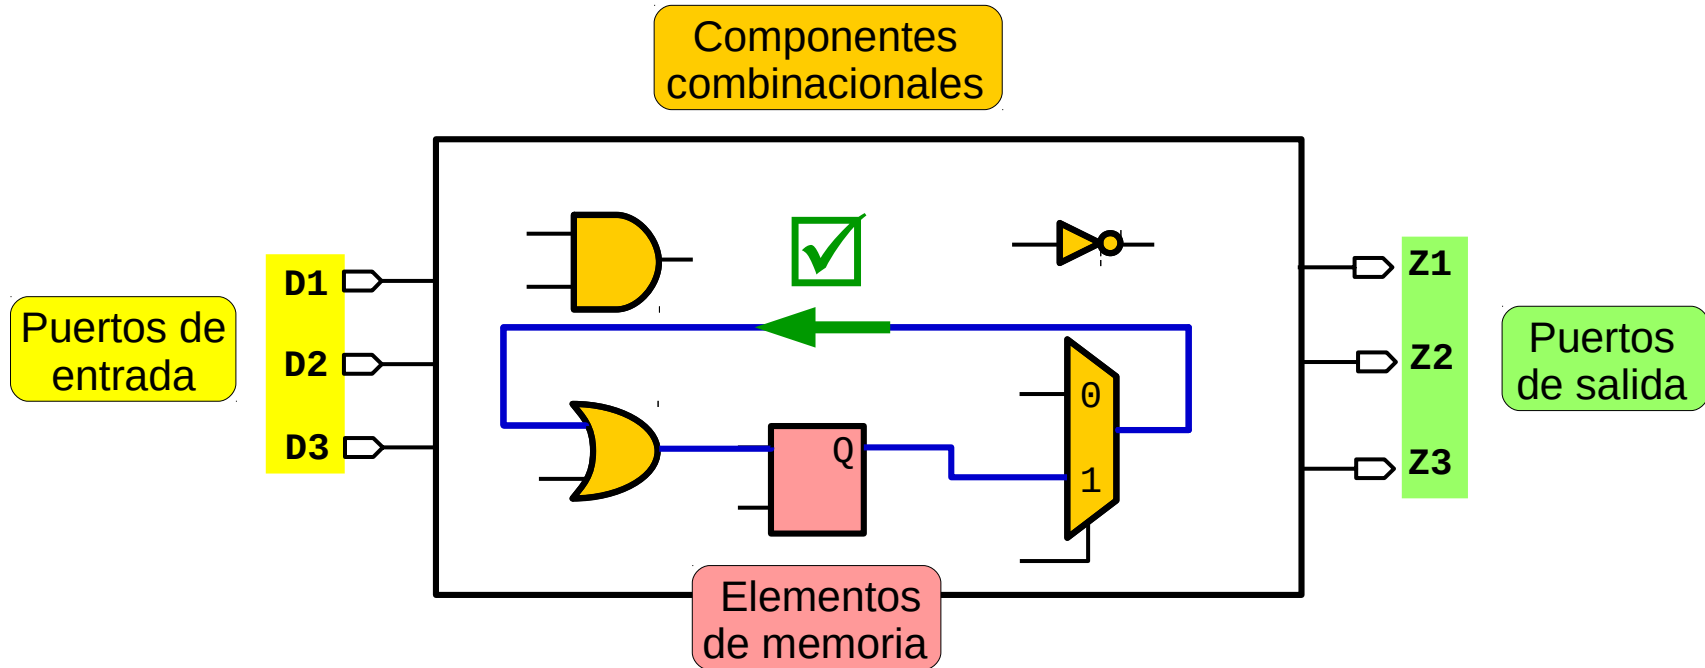 Componentes
combinacionales
Puertos de
entrada
D1
D2
D3
Q
0
1
Z1
Z2
Z3
Puertos
de salida
Elementos
de memoria